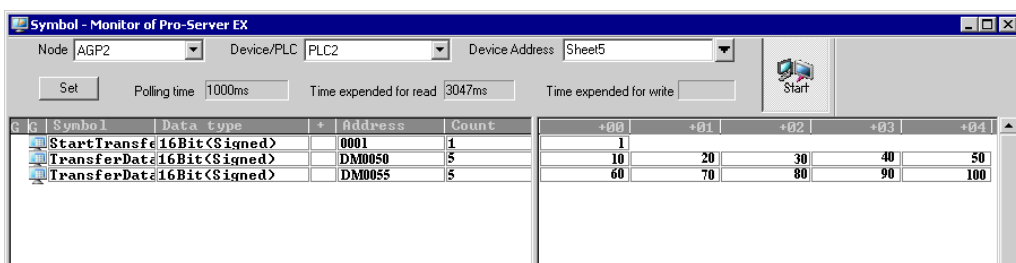 Symbol - Monitor of Pro-Server EX
Node AGP2 Device/PLC PLC2 Device Address Sheet5
Set Polling time 1000ms Time expended for read 3047ms Time expended for write Start
G G Symbol Data type + Address Count +00 +01 +02 +03 +04
StartTransfe 16Bit(Signed) 0001 1 1
TransferData 16Bit(Signed) DM0050 5 10 20 30 40 50
TransferData 16Bit(Signed) DM0055 5 60 70 80 90 100